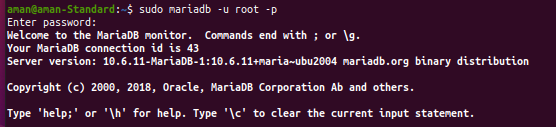 aman@aman-Standard:~$ sudo mariadb -u root -p
Enter password:
Welcome to the MariaDB monitor.  Commands end with ; or \g.
Your MariaDB connection id is 43
Server version: 10.6.11-MariaDB-1:10.6.11+maria~ubu2004 mariadb.org binary distribution
Copyright (c) 2000, 2018, Oracle, MariaDB Corporation Ab and others.
Type 'help;' or '\h' for help. Type '\c' to clear the current input statement.